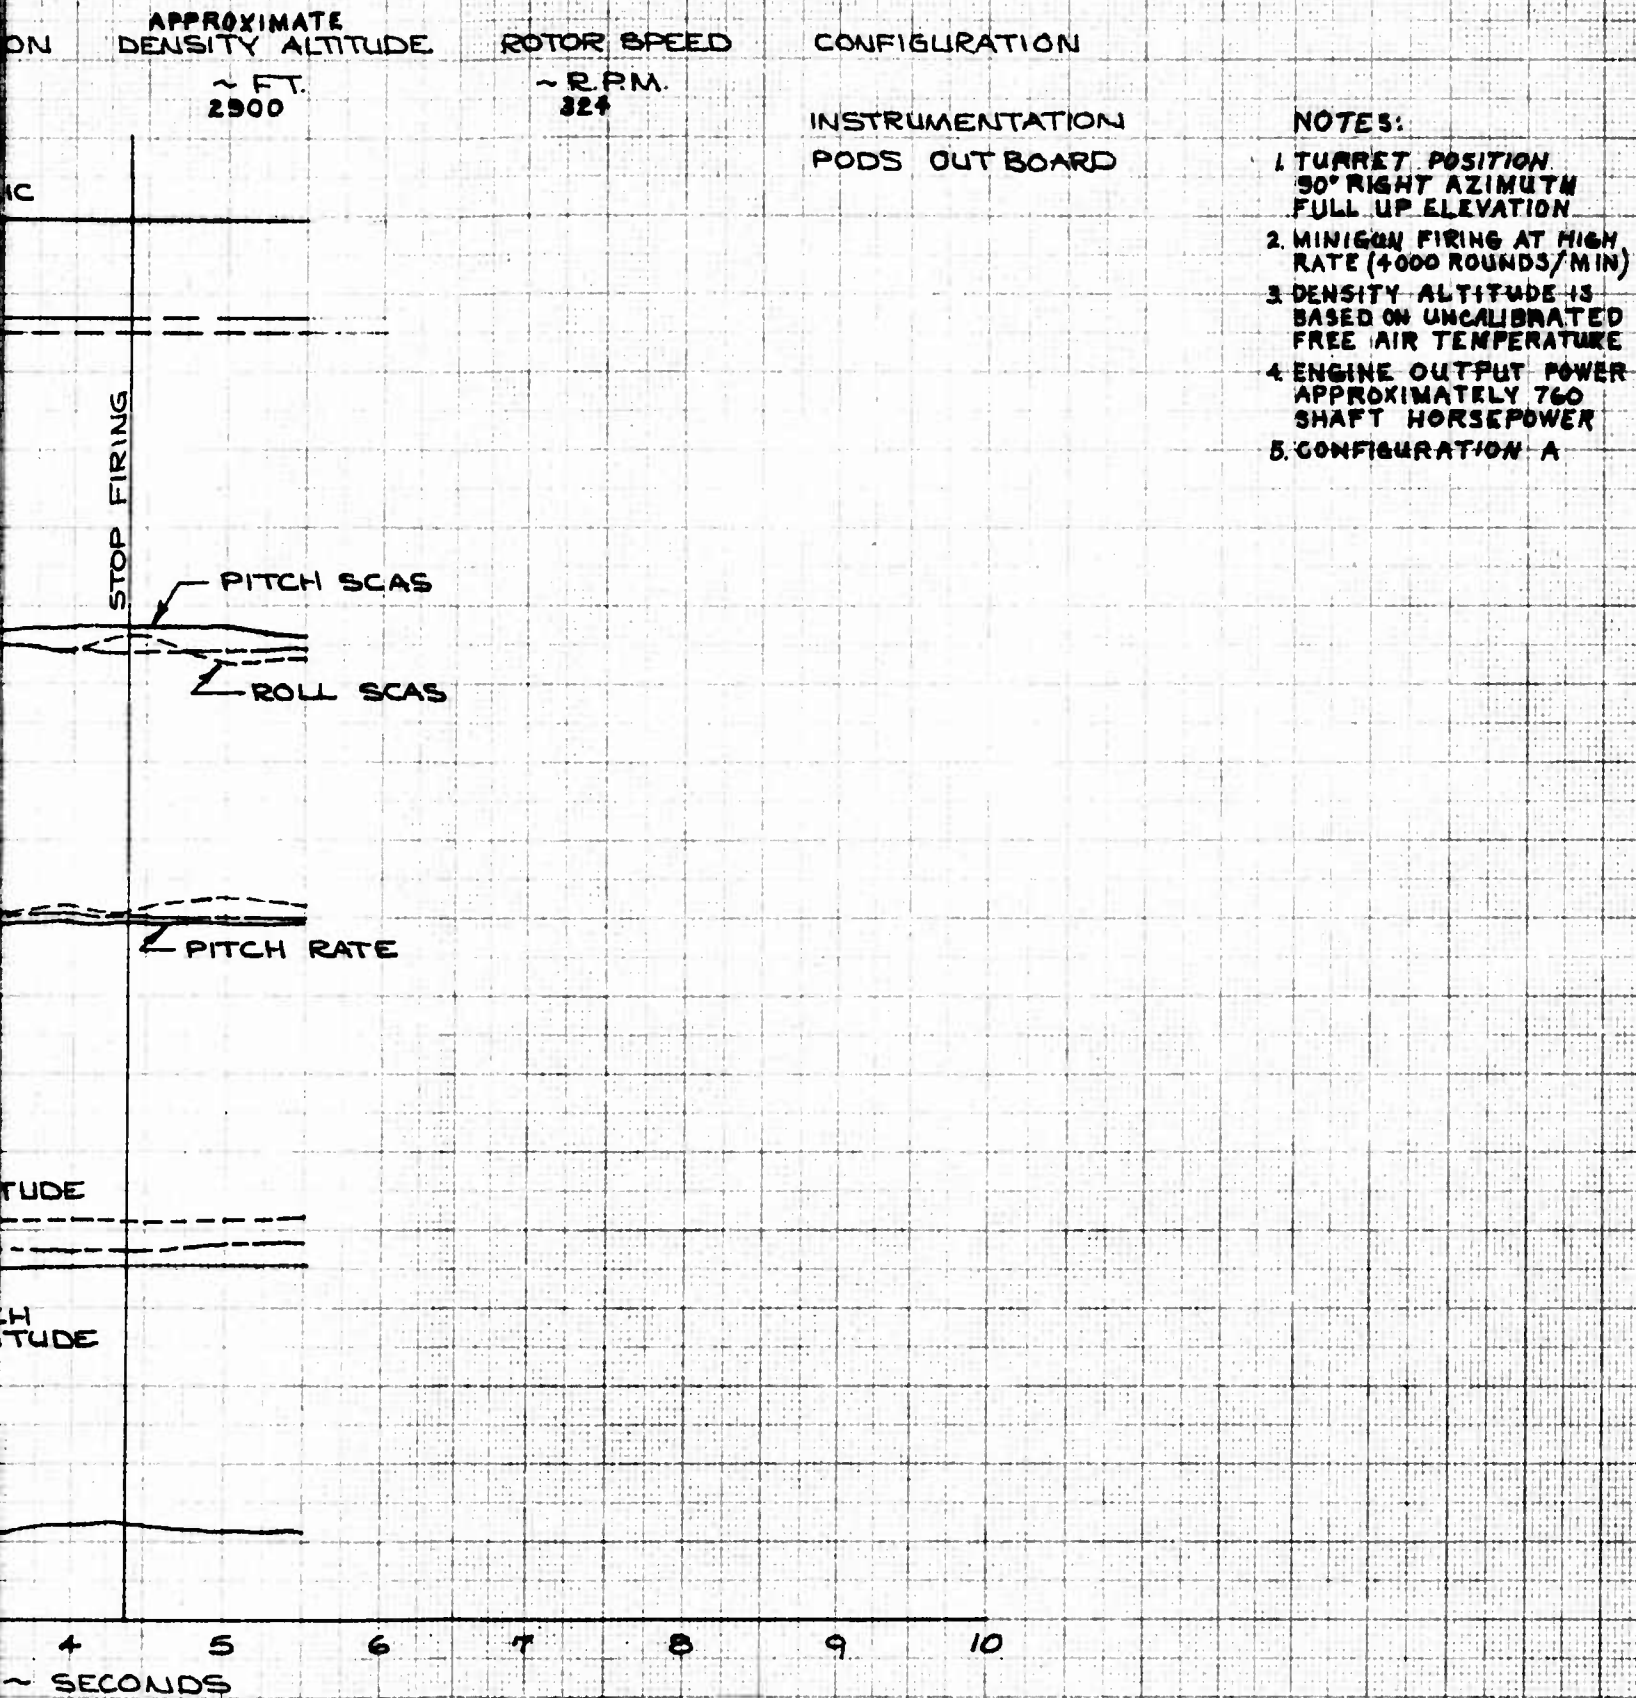 APPROXIMATE
ON DENSITY ALTITUDE ROTOR SPEED CONFIGURATION
~ FT. ~ R.P.M.
2900 324
INSTRUMENTATION
PODS OUTBOARD
NOTES:
1. TURRET POSITION
90° RIGHT AZIMUTH
FULL UP ELEVATION
2. MINIGUN FIRING AT HIGH
RATE (4000 ROUNDS/MIN)
3. DENSITY ALTITUDE IS
BASED ON UNCALIBRATED
FREE AIR TEMPERATURE
4. ENGINE OUTPUT POWER
APPROXIMATELY 760
SHAFT HORSEPOWER
5. CONFIGURATION A
IC
STOP FIRING
PITCH SCAS
ROLL SCAS
PITCH RATE
TUDE
CH
TUDE
4 5 6 7 8 9 10
~ SECONDS